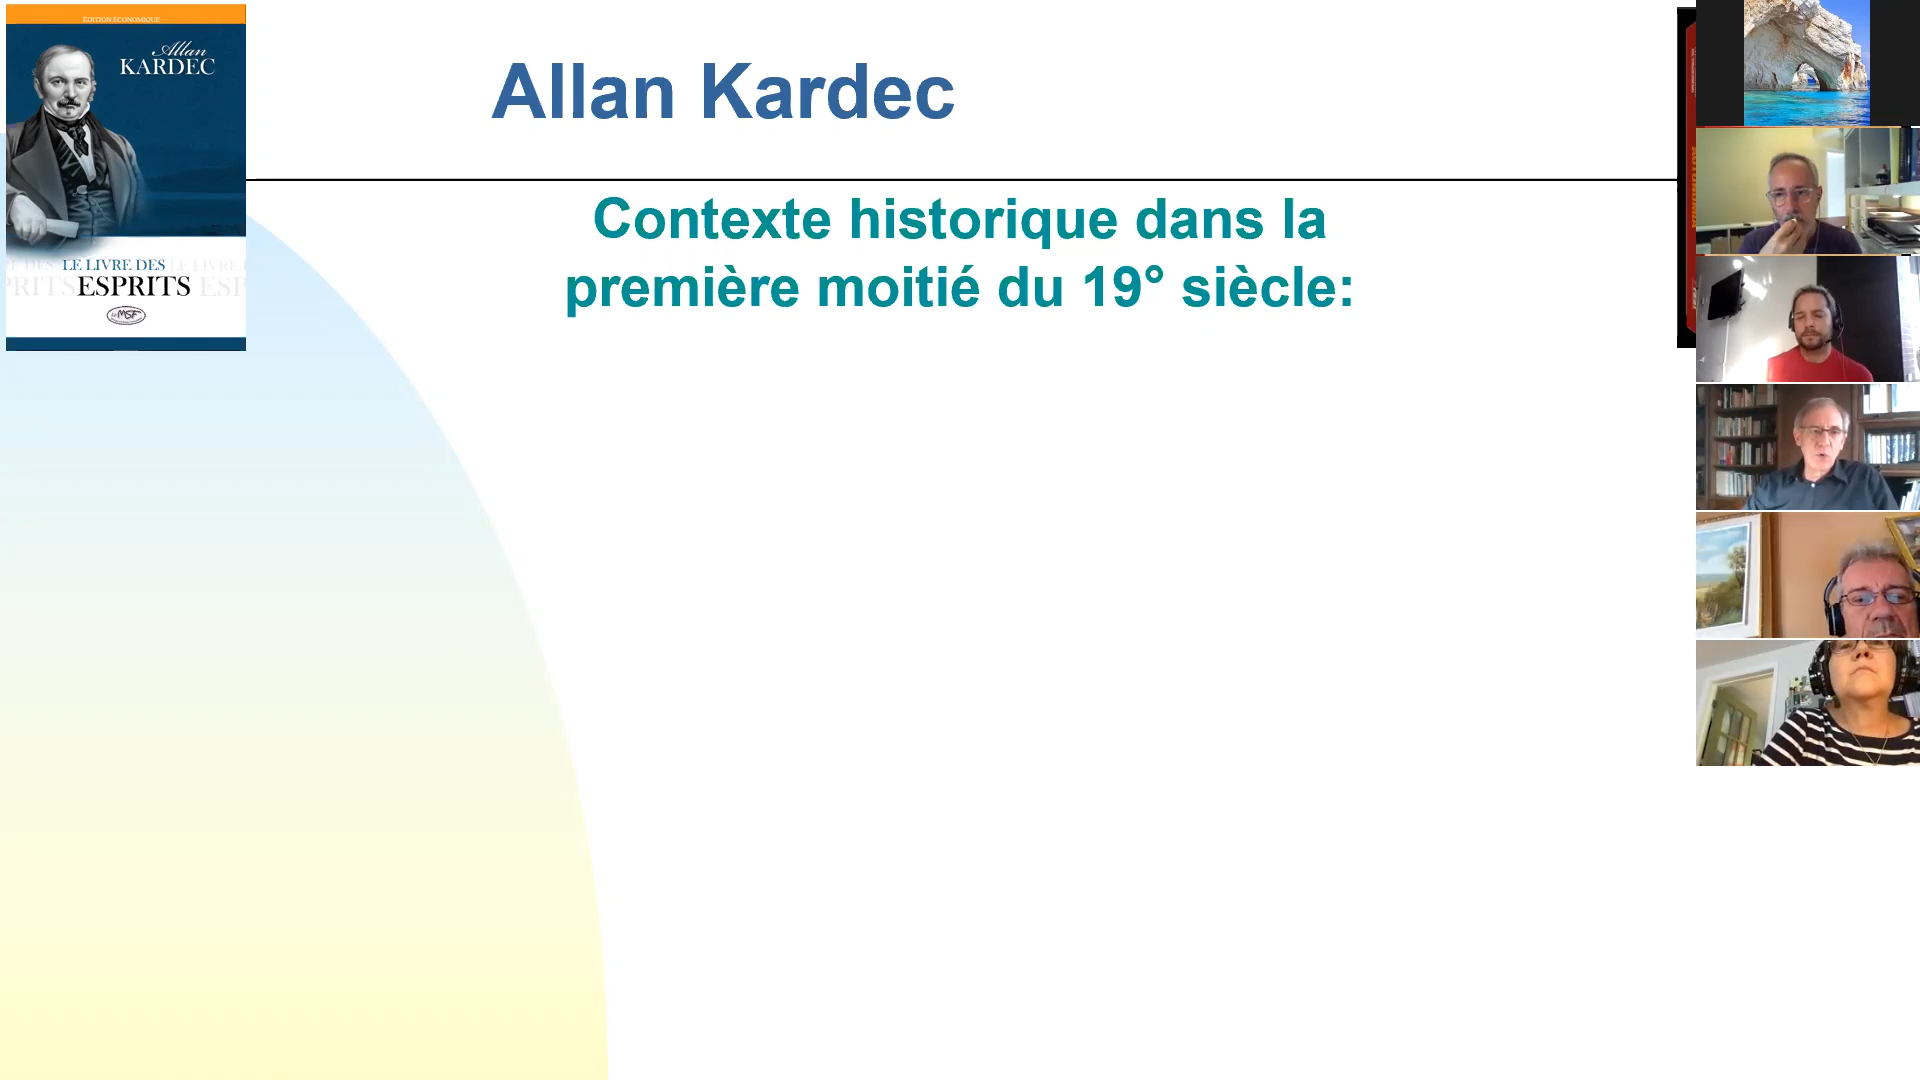 ÉDITION ÉCONOMIQUE
Allan
KARDEC
LE LIVRE DES
ESPRITS
Allan Kardec
Contexte historique dans la
première moitié du 19° siècle: